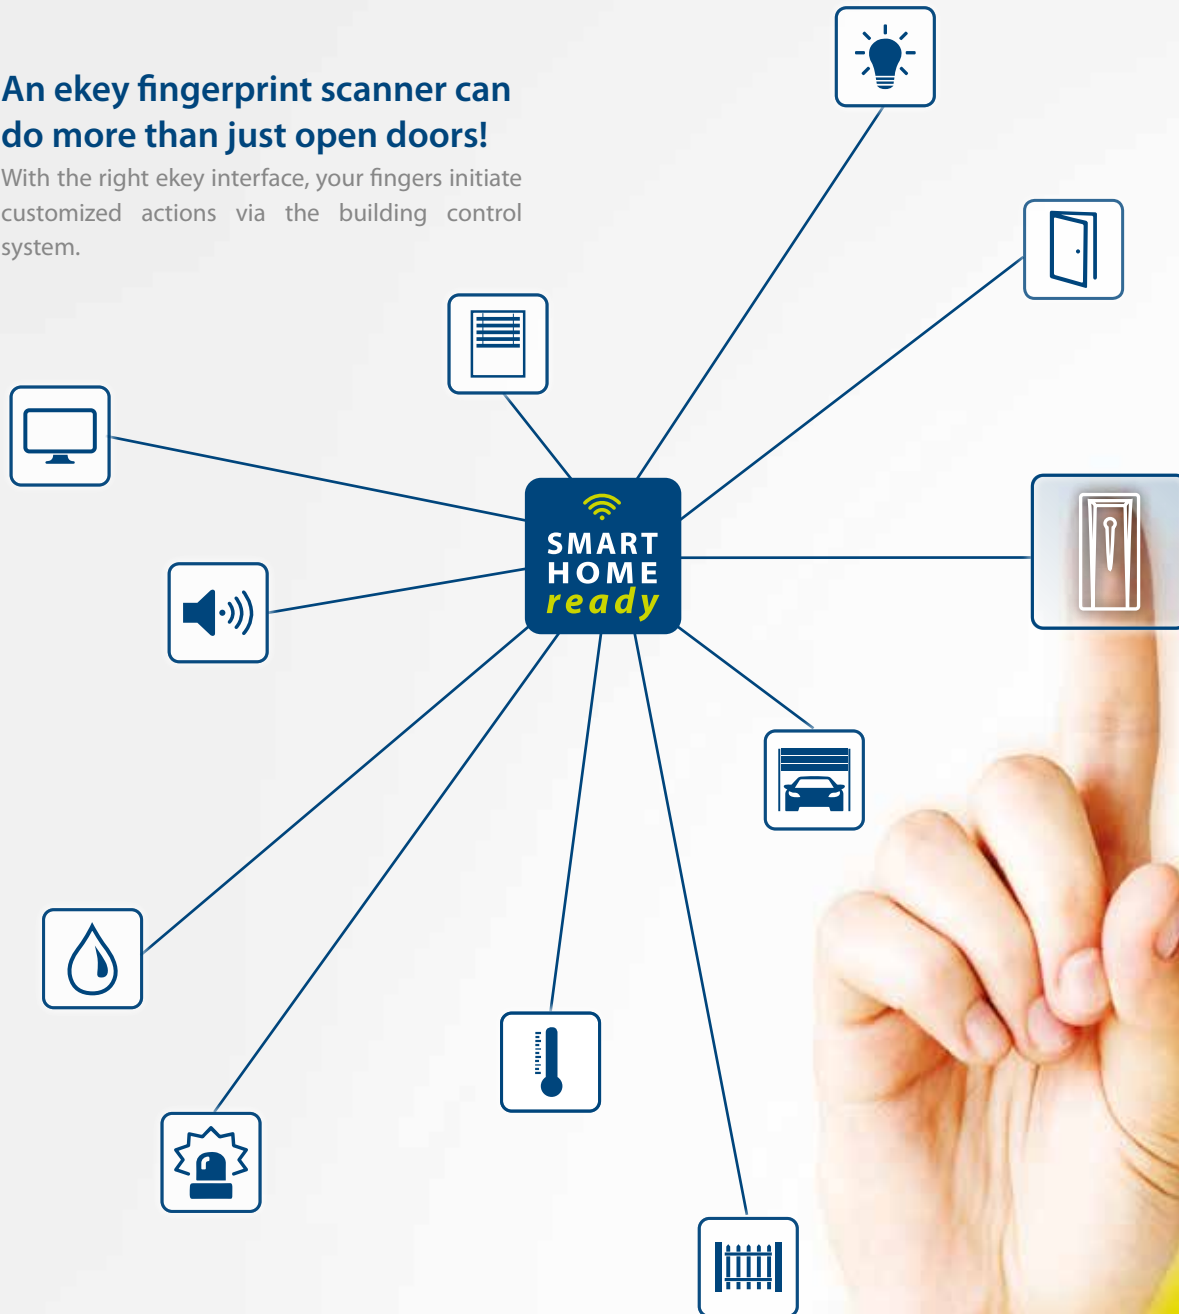 An ekey fingerprint scanner can
do more than just open doors!
With the right ekey interface, your fingers initiate
customized actions via the building control
system.
SMART
HOME
ready